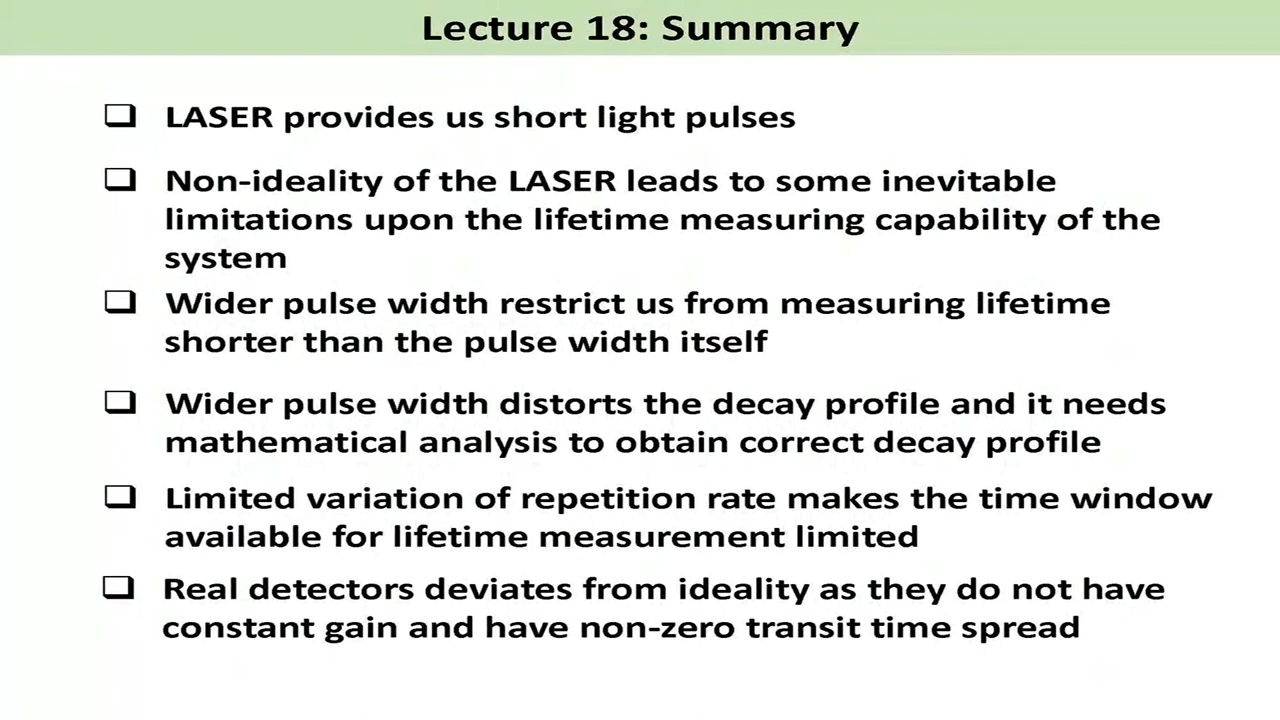 Lecture 18: Summary
❑ LASER provides us short light pulses
❑ Non-ideality of the LASER leads to some inevitable
limitations upon the lifetime measuring capability of the
system
❑ Wider pulse width restrict us from measuring lifetime
shorter than the pulse width itself
❑ Wider pulse width distorts the decay profile and it needs
mathematical analysis to obtain correct decay profile
❑ Limited variation of repetition rate makes the time window
available for lifetime measurement limited
❑ Real detectors deviates from ideality as they do not have
constant gain and have non-zero transit time spread